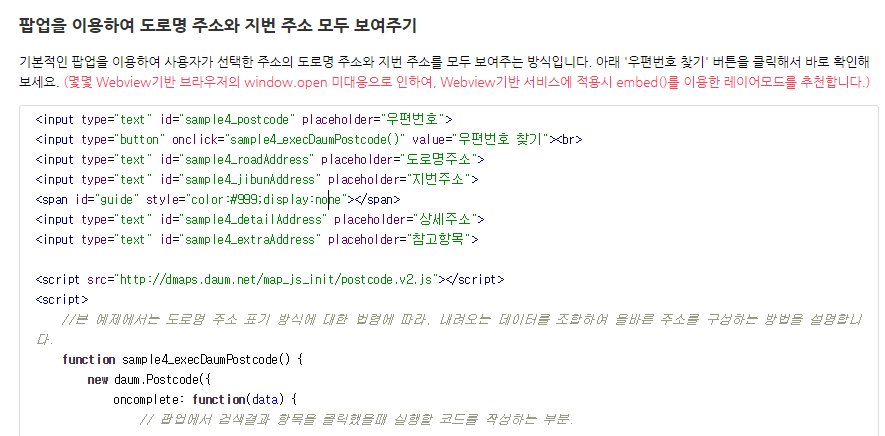 팝업을 이용하여 도로명 주소와 지번 주소 모두 보여주기
기본적인 팝업을 이용하여 사용자가 선택한 주소의 도로명 주소와 지번 주소를 모두 보여주는 방식입니다. 아래 '우편번호 찾기' 버튼을 클릭해서 바로 확인해
보세요. (몇몇 Webview기반 브라우저의 window.open 미대응으로 인하여, Webview기반 서비스에 적용시 embed()를 이용한 레이어모드를 추천합니다.)
<input type="text" id="sample4_postcode" placeholder="우편번호">
<input type="button" onclick="sample4_execDaumPostcode()" value="우편번호 찾기"><br>
<input type="text" id="sample4_roadAddress" placeholder="도로명주소">
<input type="text" id="sample4_jibunAddress" placeholder="지번주소">
<span id="guide" style="color:#999;display:none"></span>
<input type="text" id="sample4_detailAddress" placeholder="상세주소">
<input type="text" id="sample4_extraAddress" placeholder="참고항목">
<script src="http://dmaps.daum.net/map_js_init/postcode.v2.js"></script>
<script>
//본 예제에서는 도로명 주소 표기 방식에 대한 법령에 따라, 내려오는 데이터를 조합하여 올바른 주소를 구성하는 방법을 설명합니
다.
function sample4_execDaumPostcode() {
new daum.Postcode({
oncomplete: function(data) {
// 팝업에서 검색결과 항목을 클릭했을때 실행할 코드를 작성하는 부분.